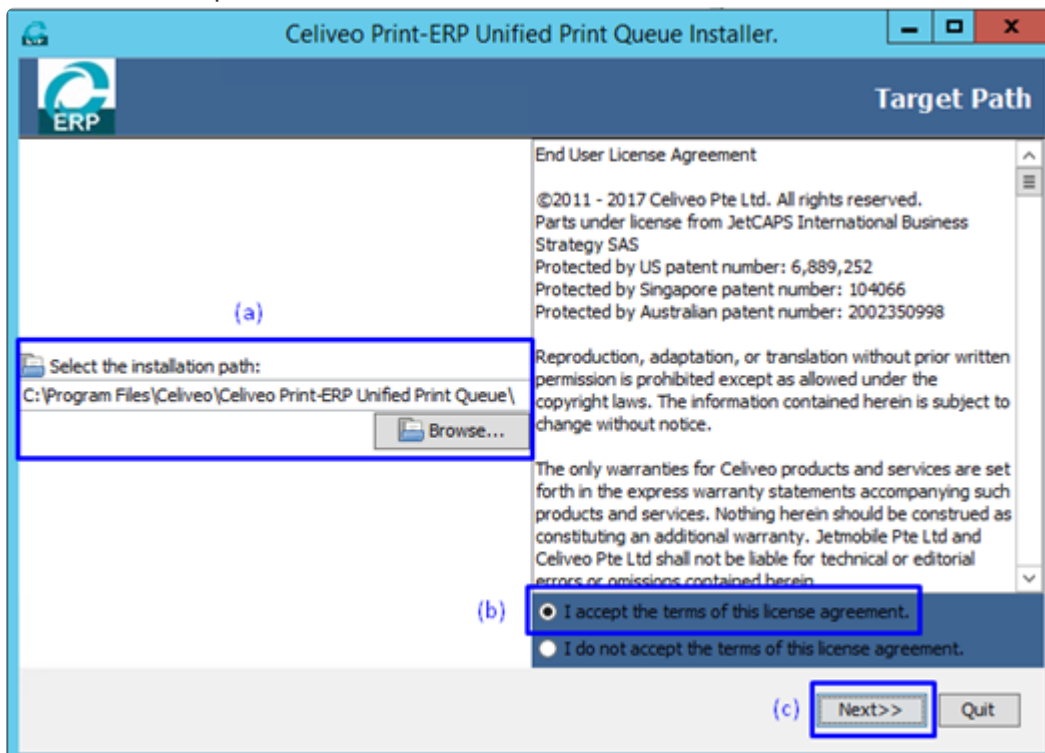 Celiveo Print-ERP Unified Print Queue Installer.
ERP
Target Path
End User License Agreement
©2011 - 2017 Celiveo Pte Ltd. All rights reserved.
Parts under license from JetCAPS International Business
Strategy SAS
Protected by US patent number: 6,889,252
Protected by Singapore patent number: 104066
Protected by Australian patent number: 2002350998
Reproduction, adaptation, or translation without prior written
permission is prohibited except as allowed under the
copyright laws. The information contained herein is subject to
change without notice.
The only warranties for Celiveo products and services are set
forth in the express warranty statements accompanying such
products and services. Nothing herein should be construed as
constituting an additional warranty. Jetmobile Pte Ltd and
Celiveo Pte Ltd shall not be liable for technical or editorial
errors or omissions contained herein
(a)
Select the installation path:
C:\Program Files\Celiveo\Celiveo Print-ERP Unified Print Queue\
Browse...
(b)
I accept the terms of this license agreement.
I do not accept the terms of this license agreement.
(c)
Next>>
Quit